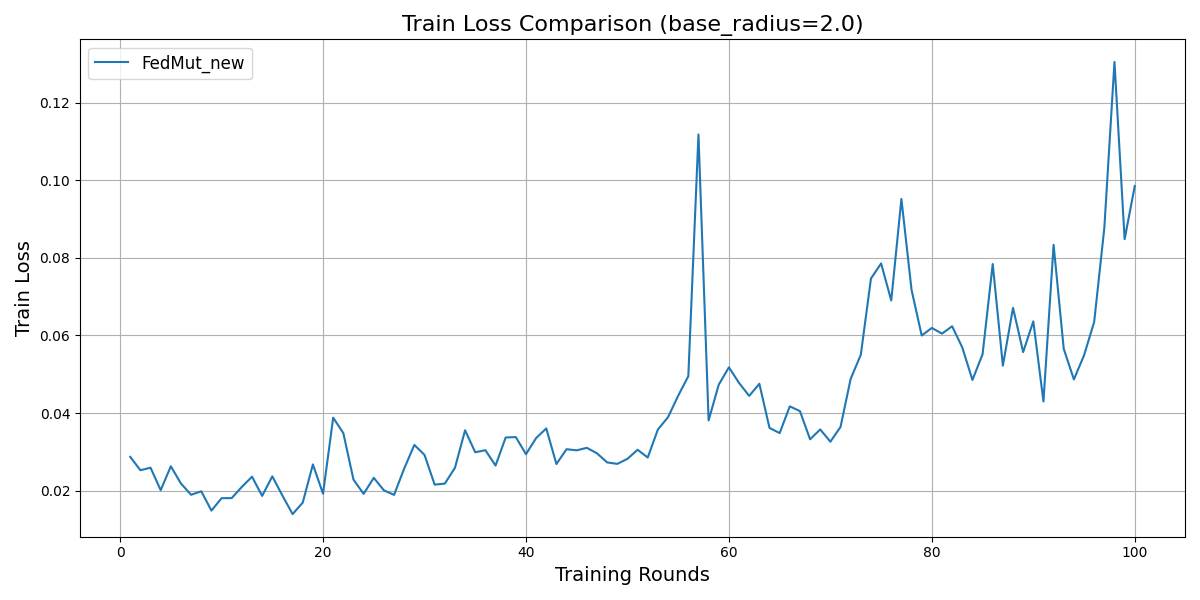 Train Loss Comparison (base_radius=2.0)
FedMut_new
Train Loss
0.12
0.10
0.08
0.06
0.04
0.02
0 20 40 60 80 100
Training Rounds